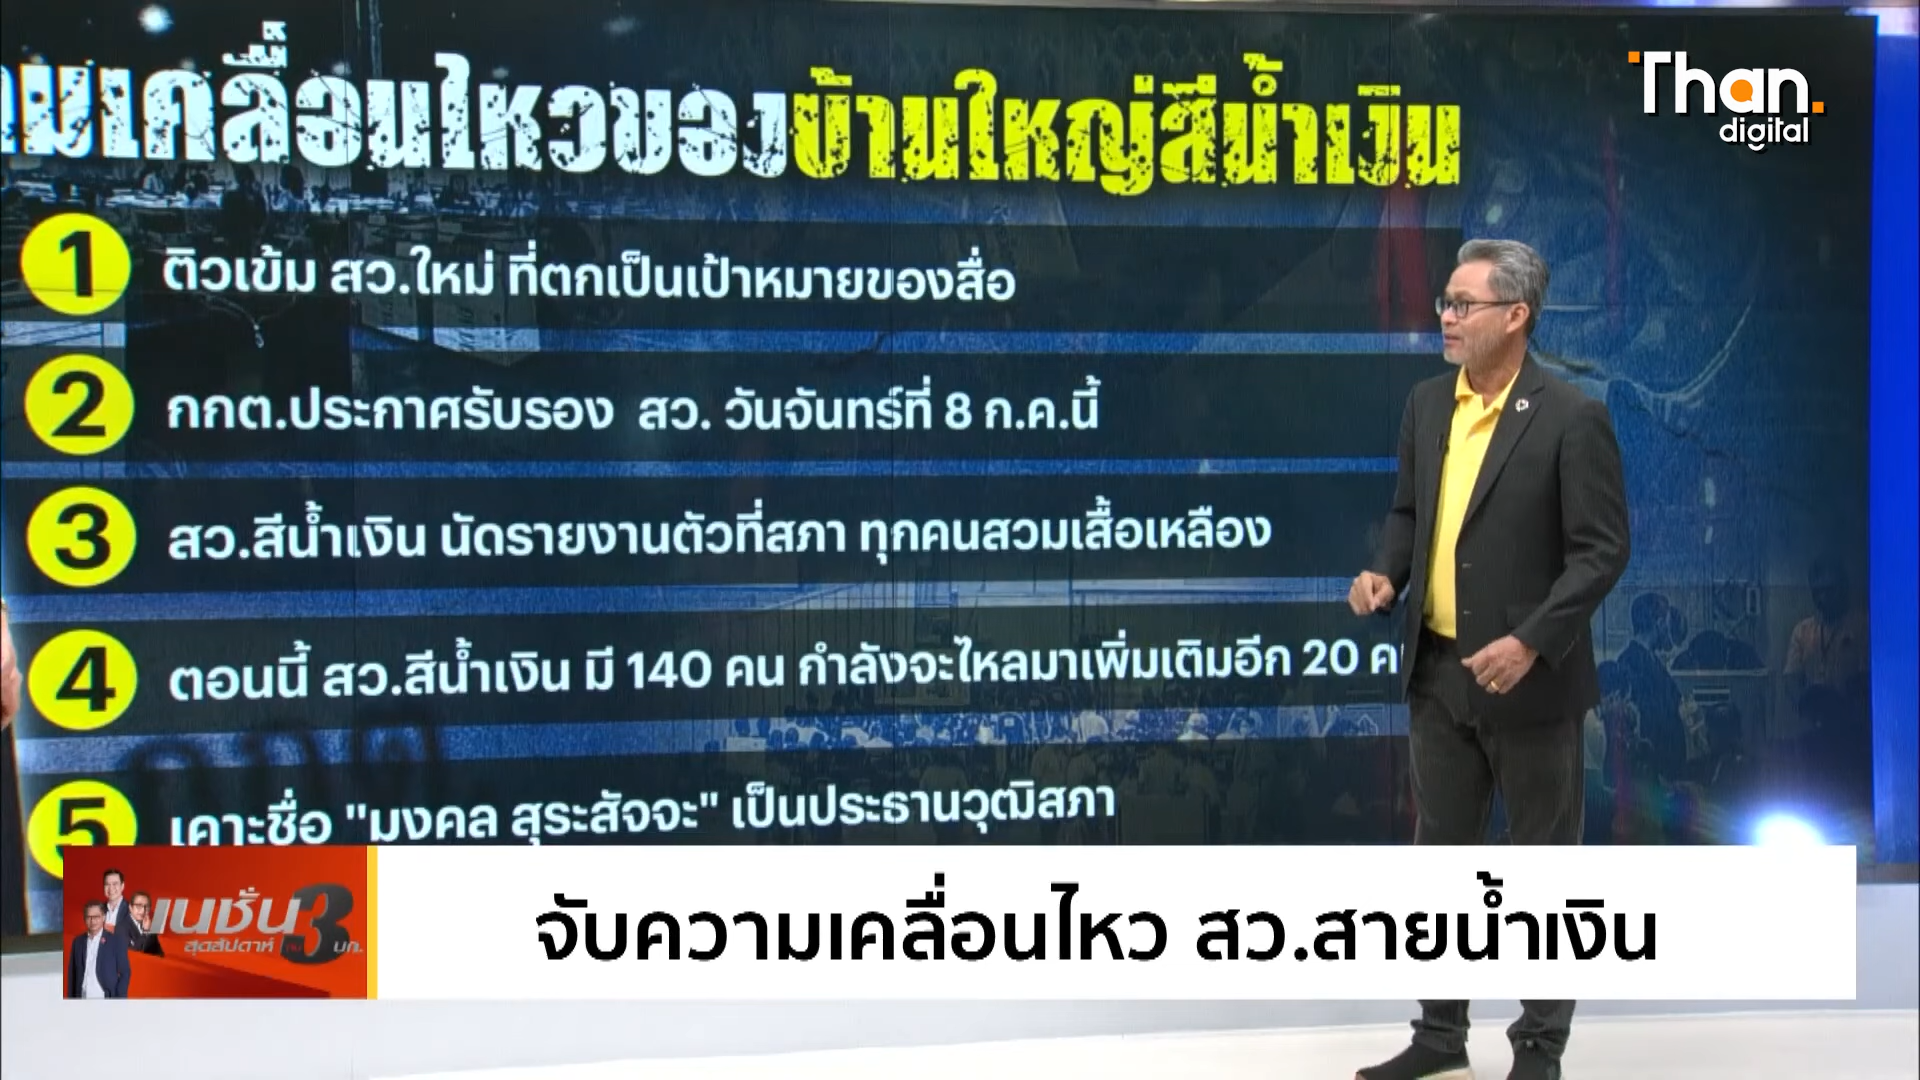 ามเคลื่อนไหวของบ้านใหญ่สีน้ำเงิน
Than.
digital
1 ติวเข้ม สว.ใหม่ ที่ตกเป็นเป้าหมายของสื่อ
2 กกต.ประกาศรับรอง สว. วันจันทร์ที่ 8 ก.ค.นี้
3 สว.สีน้ำเงิน นัดรายงานตัวที่สภา ทุกคนสวมเสื้อเหลือง
4 ตอนนี้ สว.สีน้ำเงิน มี 140 คน กำลังจะไหลมาเพิ่มเติมอีก 20 ค
5 เคาะชื่อ "มงคล สุระสัจจะ" เป็นประธานวุฒิสภา
เนชั่น 3
สุดสัปดาห์ กับ บก.
จับความเคลื่อนไหว สว.สายน้ำเงิน